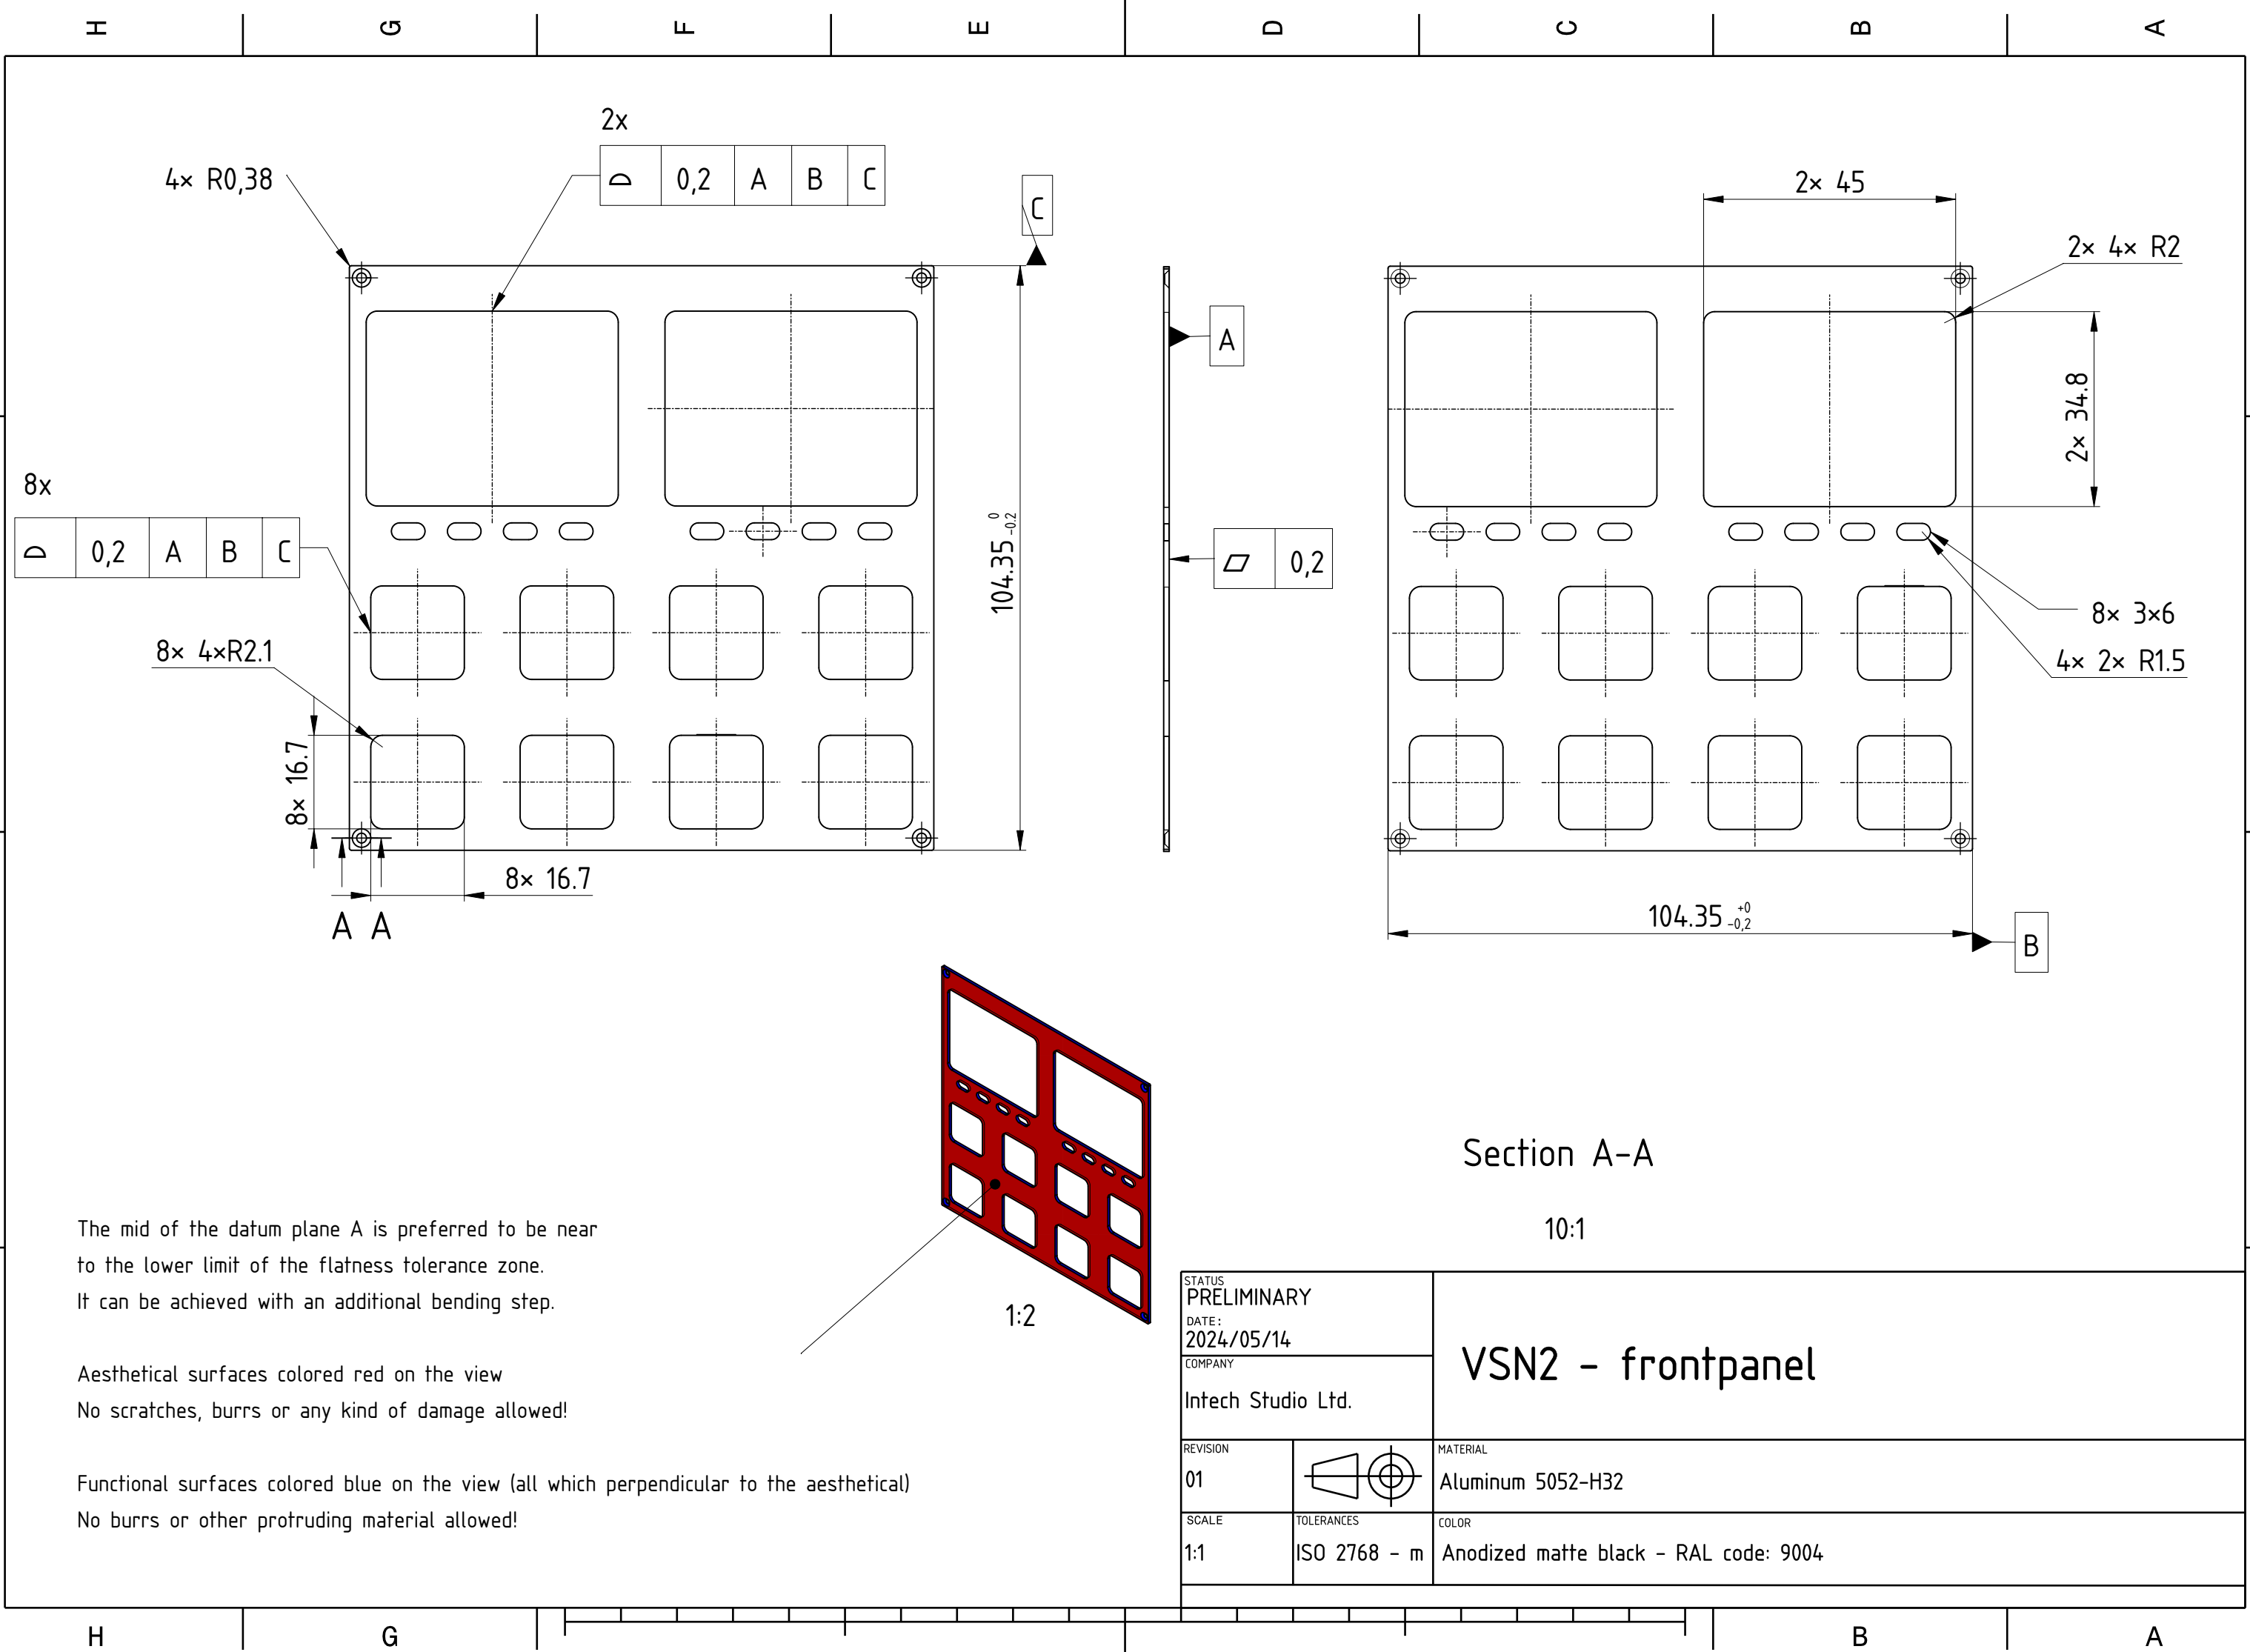 H G F E D C B A
2x
0,2 A B C
4× R0,38
C
2× 45
2× 4× R2
A
2× 34.8
8x
0,2 A B C
104.35 0 -0.2
0,2
8× 3×6
8× 4×R2.1
4× 2× R1.5
8× 16.7
8× 16.7
A A
104.35 +0 -0,2
B
Section A-A
10:1
1:2
The mid of the datum plane A is preferred to be near
to the lower limit of the flatness tolerance zone.
It can be achieved with an additional bending step.
Aesthetical surfaces colored red on the view
No scratches, burrs or any kind of damage allowed!
Functional surfaces colored blue on the view (all which perpendicular to the aesthetical)
No burrs or other protruding material allowed!
STATUS
PRELIMINARY
DATE:
2024/05/14
COMPANY
Intech Studio Ltd.
VSN2 - frontpanel
REVISION
01
MATERIAL
Aluminum 5052-H32
SCALE
1:1
TOLERANCES
ISO 2768 - m
COLOR
Anodized matte black - RAL code: 9004
H G B A